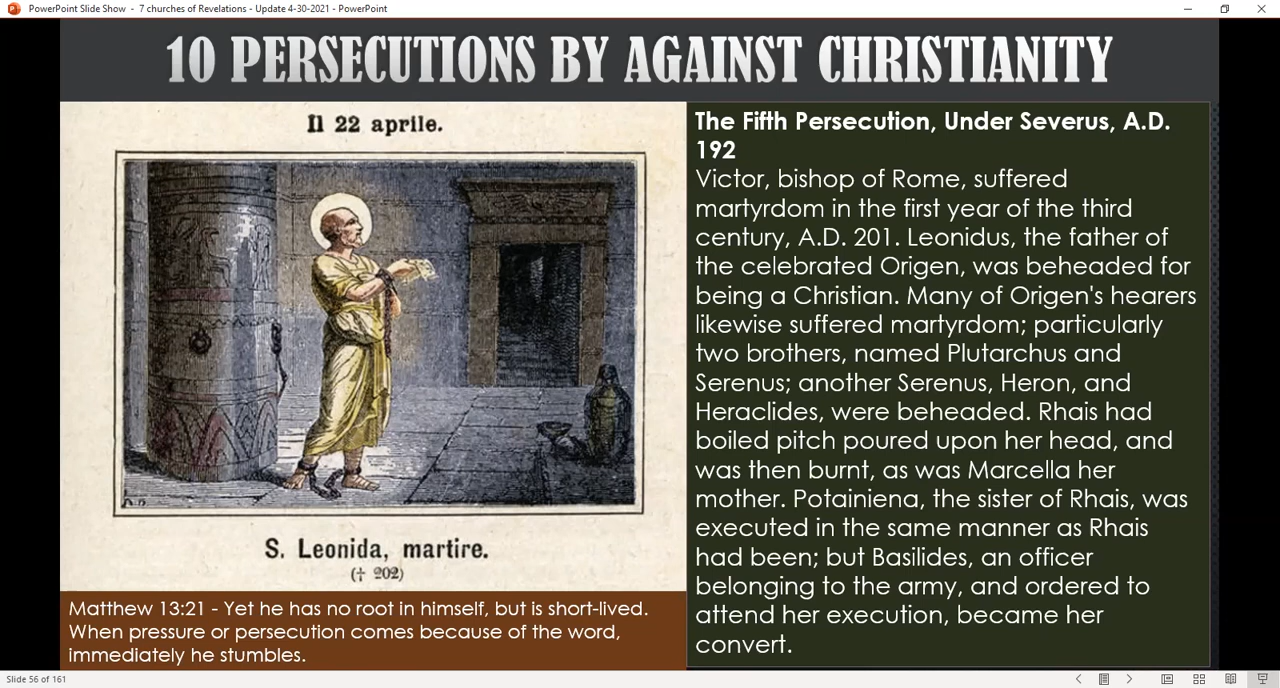 PowerPoint Slide Show - 7 churches of Revelations - Update 4-30-2021 - PowerPoint
10 PERSECUTIONS BY AGAINST CHRISTIANITY
Il 22 aprile.
S. Leonida, martire.
(† 202)
Matthew 13:21 - Yet he has no root in himself, but is short-lived.
When pressure or persecution comes because of the word,
immediately he stumbles.
The Fifth Persecution, Under Severus, A.D.
192
Victor, bishop of Rome, suffered
martyrdom in the first year of the third
century, A.D. 201. Leonidus, the father of
the celebrated Origen, was beheaded for
being a Christian. Many of Origen's hearers
likewise suffered martyrdom; particularly
two brothers, named Plutarchus and
Serenus; another Serenus, Heron, and
Heraclides, were beheaded. Rhais had
boiled pitch poured upon her head, and
was then burnt, as was Marcella her
mother. Potainiena, the sister of Rhais, was
executed in the same manner as Rhais
had been; but Basilides, an officer
belonging to the army, and ordered to
attend her execution, became her
convert.
Slide 56 of 161